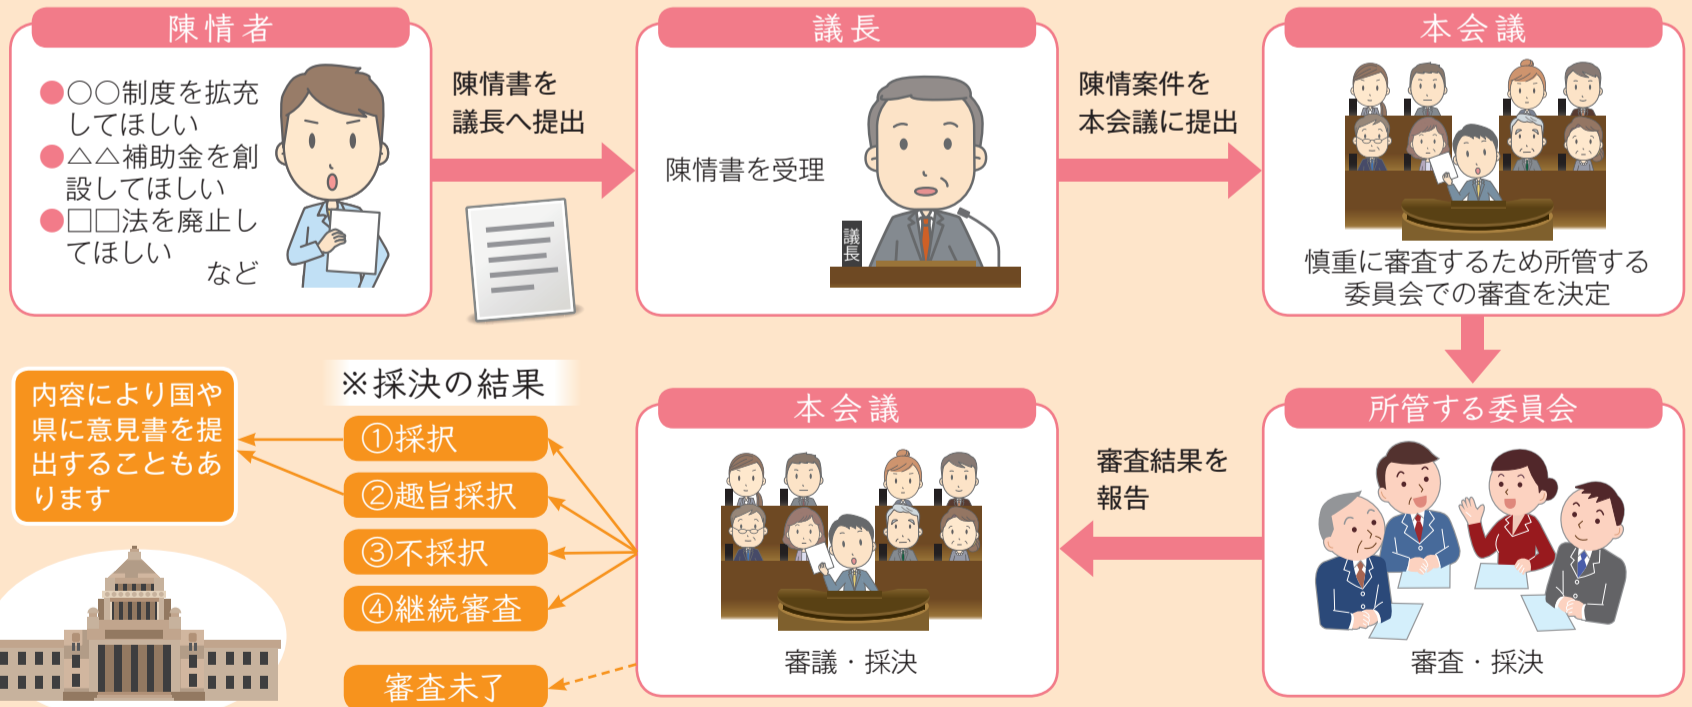 陳情者
●○○制度を拡充
してほしい
●△△補助金を創
設してほしい
●□□法を廃止し
てほしい
など
陳情書を
議長へ提出
議長
陳情書を受理
議長
陳情案件を
本会議に提出
本会議
慎重に審査するため所管する
委員会での審査を決定
所管する委員会
審査・採決
審査結果を
報告
本会議
審議・採決
※採決の結果
①採択
②趣旨採択
③不採択
④継続審査
審査未了
内容により国や
県に意見書を提
出することもあ
ります